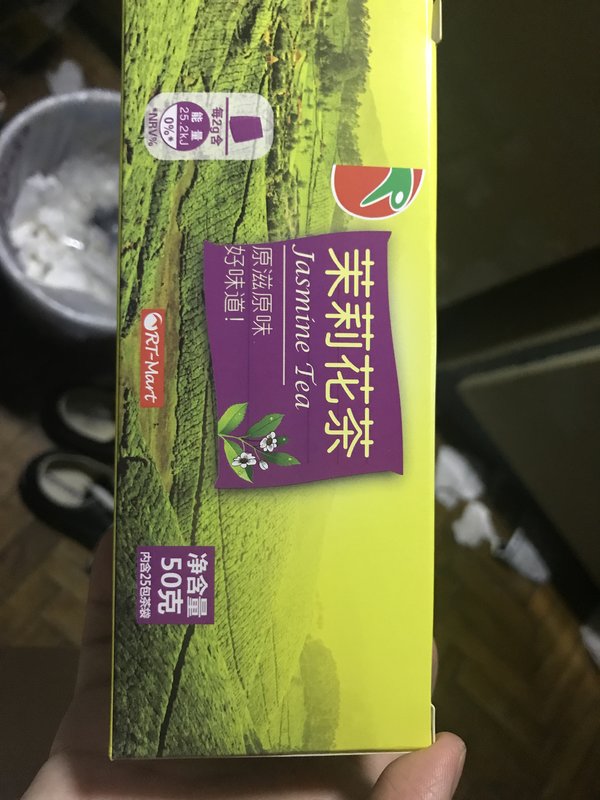 茉莉花茶
Jasmine Tea
原滋原味
好味道!
每2g含
能量
25.2kJ
0%*
*NRV%
RT-Mart
净含量
50克
内含25包茶袋